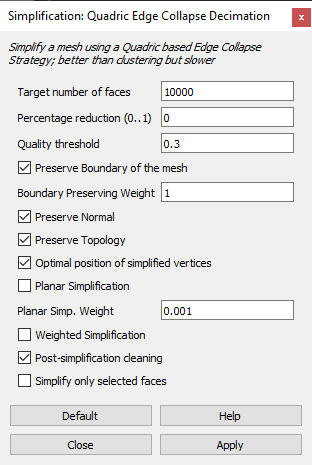 Simplification: Quadric Edge Collapse Decimation
x
Simplify a mesh using a Quadric based Edge Collapse
Strategy; better than clustering but slower
Target number of faces 10000
Percentage reduction (0..1) 0
Quality threshold 0.3
Preserve Boundary of the mesh
Boundary Preserving Weight 1
Preserve Normal
Preserve Topology
Optimal position of simplified vertices
Planar Simplification
Planar Simp. Weight 0.001
Weighted Simplification
Post-simplification cleaning
Simplify only selected faces
Default Help
Close Apply